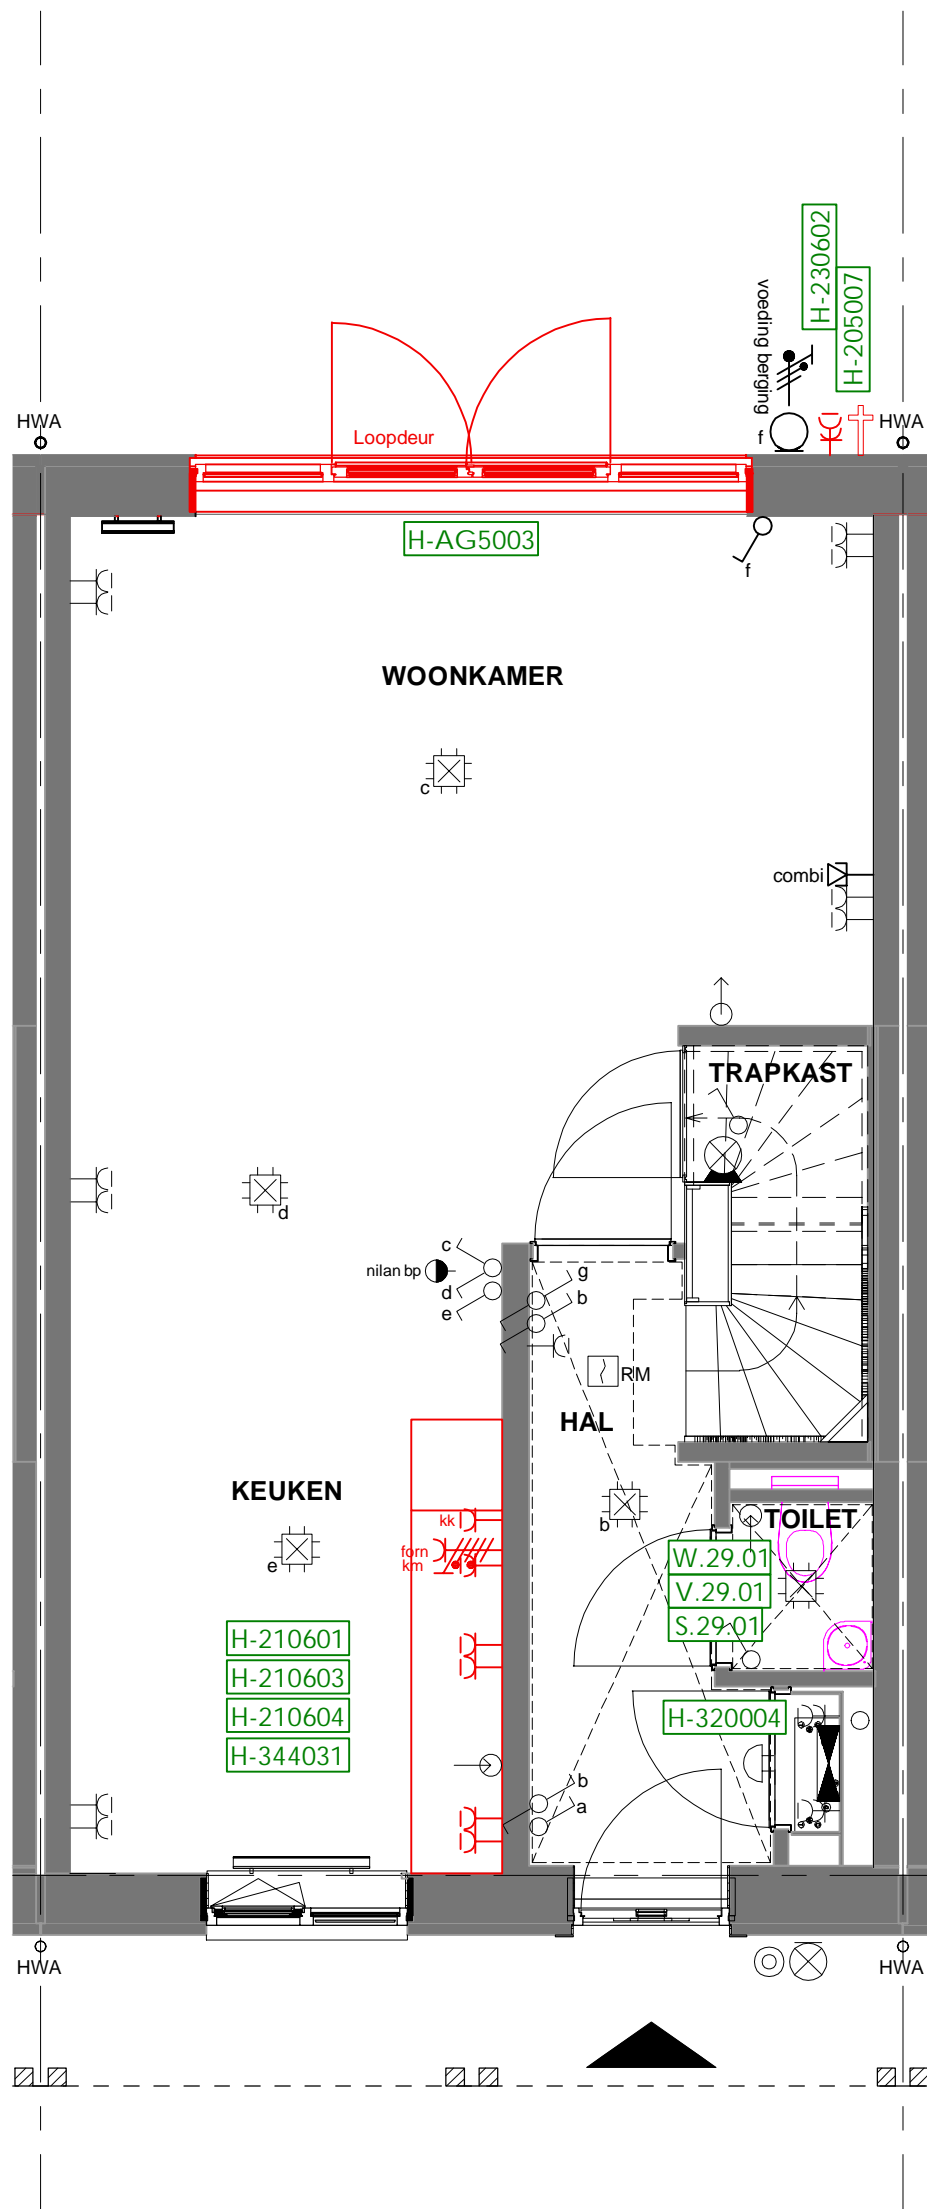 H-230602
H-205007
voeding berging
f
HWA
HWA
Loopdeur
H-AG5003
f
WOONKAMER
c
combi
TRAPKAST
d
c
nilan bp
d
e
g
b
RM
HAL
KEUKEN
kk
forn
km
e
b
TOILET
W.29.01
V.29.01
S.29.01
H-210601
H-210603
H-210604
H-344031
H-320004
b
a
HWA
HWA